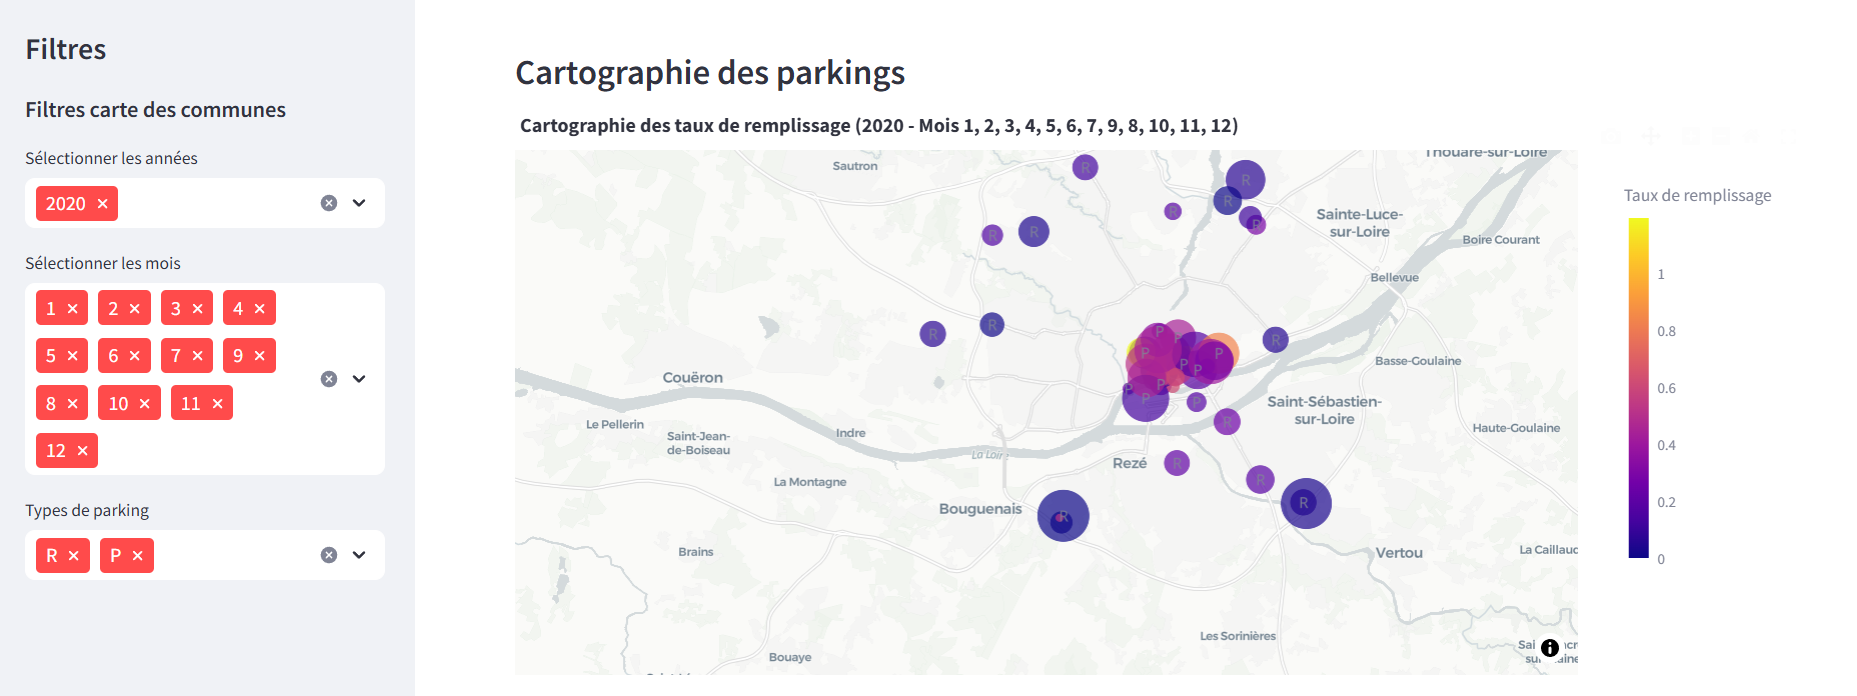 Filtres
Filtres carte des communes
Sélectionner les années
2020 ×
Sélectionner les mois
1 × 2 × 3 × 4 ×
5 × 6 × 7 × 9 ×
8 × 10 × 11 ×
12 ×
Types de parking
R × P ×
Cartographie des parkings
Cartographie des taux de remplissage (2020 - Mois 1, 2, 3, 4, 5, 6, 7, 9, 8, 10, 11, 12)
Thouaré-sur-Loire
Sautron
R
R
R
R
Sainte-Luce-
sur-Loire
R
R
R
Boire Courant
Bellevue
R
R
P
P
P
P
P
P
R
Basse-Goulaine
Couëron
P
P
P
P
Saint-Sébastien-
sur-Loire
R
Le Pellerin
Indre
Saint-Jean-
de-Boiseau
Haute-Goulaine
La Loire
Rezé
R
R
La Montagne
Bouguenais
R
R
Brains
Vertou
La Caillaud
Les Sorinières
Bouaye
Taux de remplissage
1
0.8
0.6
0.4
0.2
0